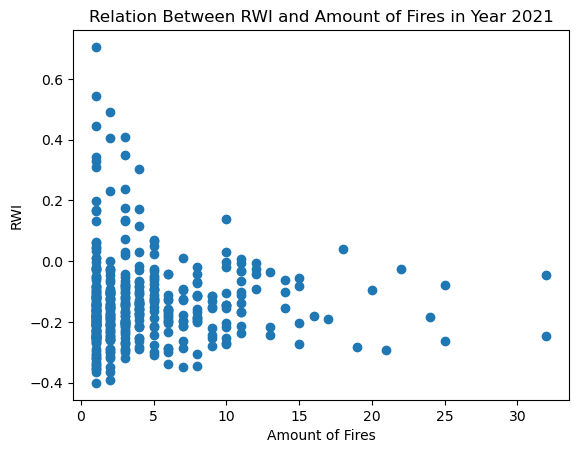 Relation Between RWI and Amount of Fires in Year 2021
0.6
0.4
0.2
0.0
−0.2
−0.4
RWI
0 5 10 15 20 25 30
Amount of Fires